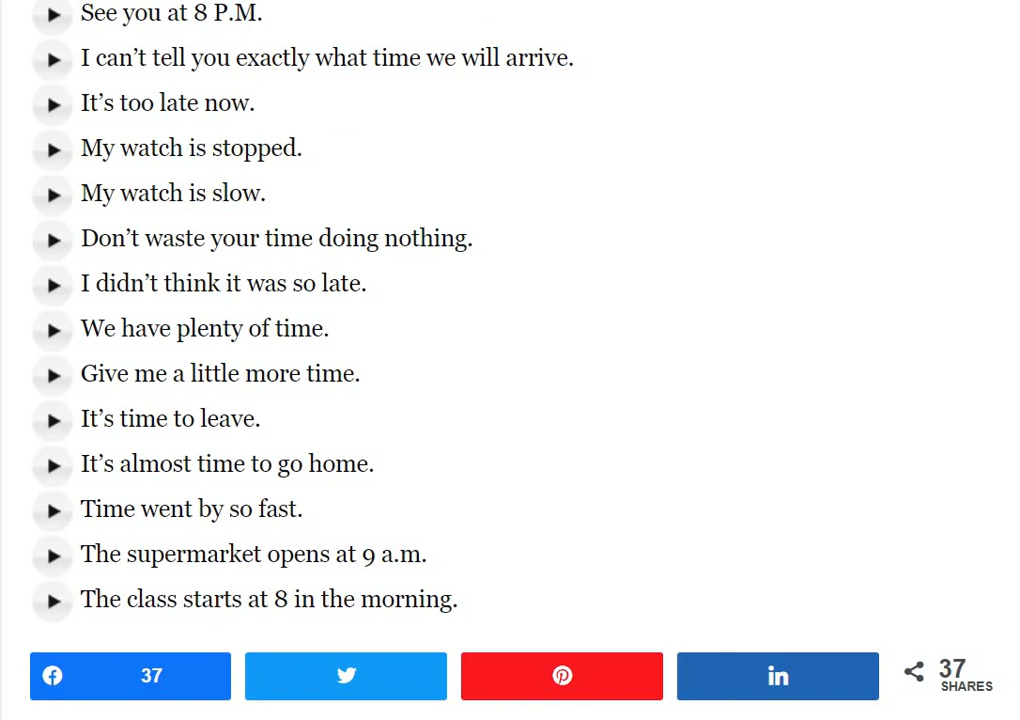 See you at 8 P.M.
I can’t tell you exactly what time we will arrive.
It’s too late now.
My watch is stopped.
My watch is slow.
Don’t waste your time doing nothing.
I didn’t think it was so late.
We have plenty of time.
Give me a little more time.
It’s time to leave.
It’s almost time to go home.
Time went by so fast.
The supermarket opens at 9 a.m.
The class starts at 8 in the morning.
37
in
37
SHARES